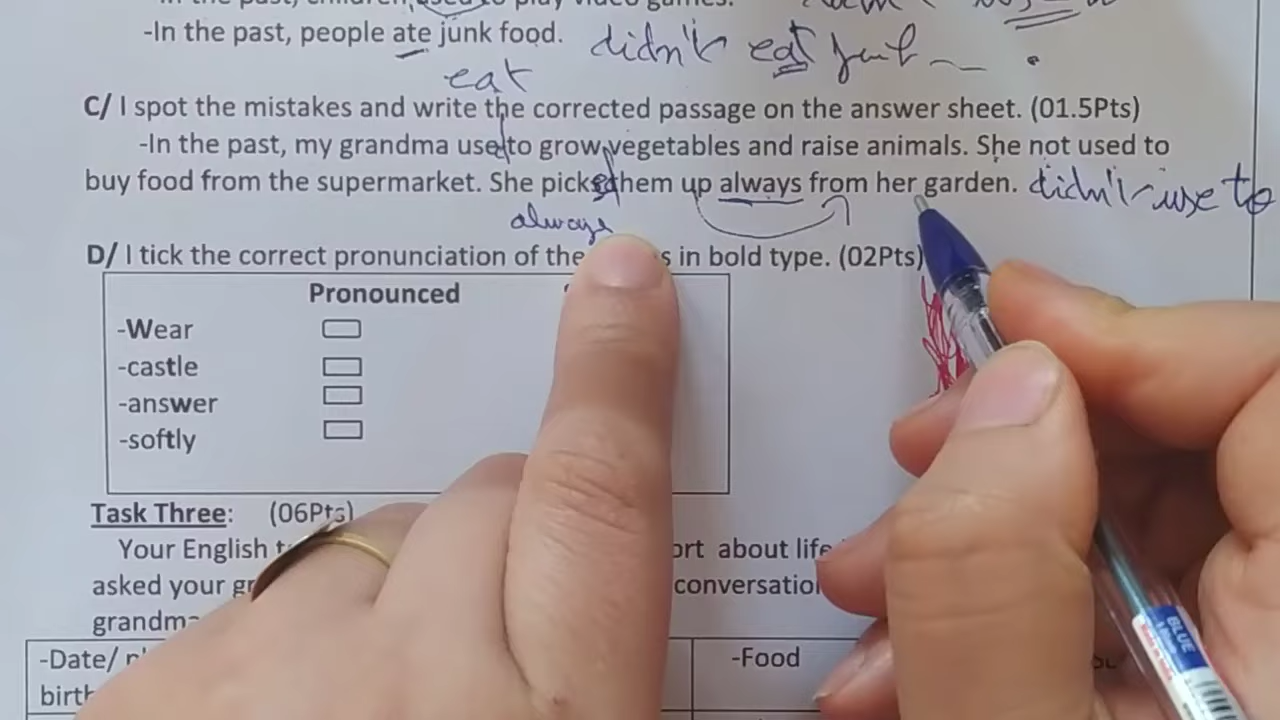 -In the past, people ate junk food. didn't eat junk
eat
C/ I spot the mistakes and write the corrected passage on the answer sheet. (01.5Pts)
-In the past, my grandma used to grow vegetables and raise animals. She not used to
buy food from the supermarket. She picked them up always from her garden. didn't use to
always
D/ I tick the correct pronunciation of the s in bold type. (02Pts)
Pronounced
-Wear
-castle
-answer
-softly
Task Three: (06Pts)
Your English ort about life
asked your conversation
-Date/ -Food